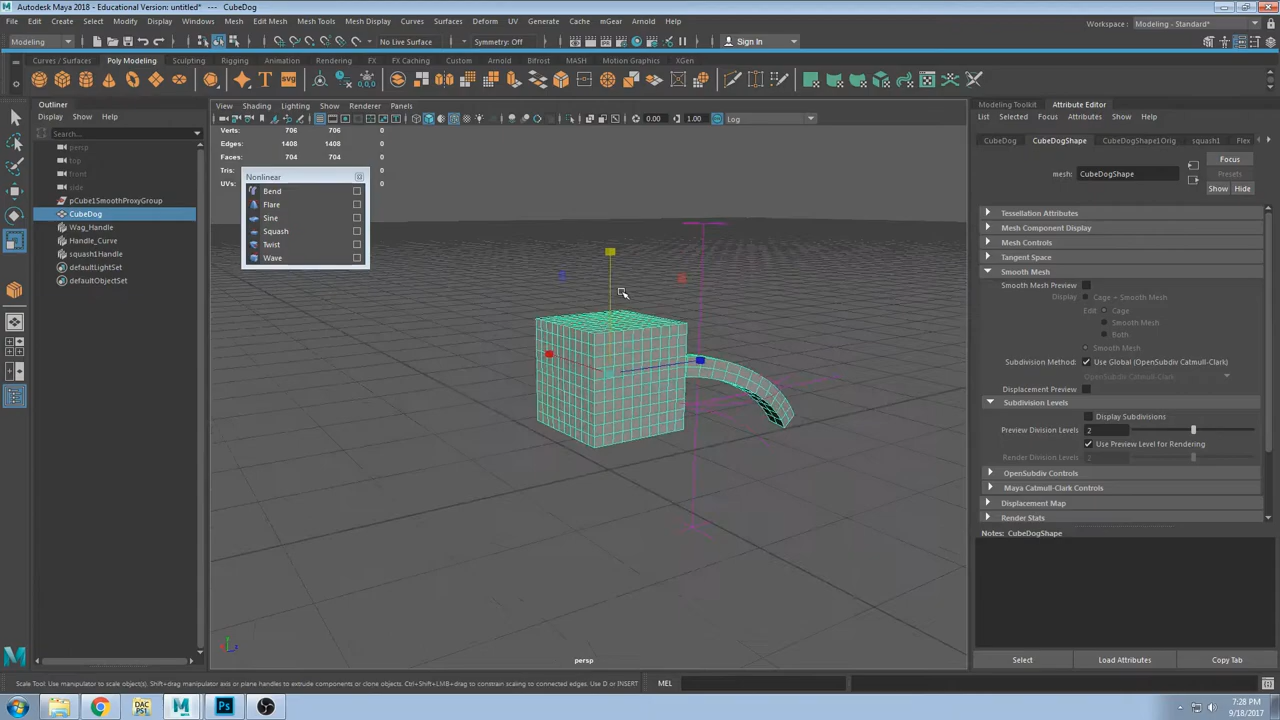 Autodesk Maya 2018 - Educational Version: untitled* --- CubeDog
File Edit Create Select Modify Display Windows Mesh Edit Mesh Mesh Tools Mesh Display Curves Surfaces Deform UV Generate Cache mGear Arnold Help
Workspace : Modeling - Standard*
Modeling No Live Surface Symmetry: Off Sign In
Curves / Surfaces Poly Modeling Sculpting Rigging Animation Rendering FX FX Caching Custom Arnold Bifrost MASH Motion Graphics XGen
Outliner
Display Show Help
Search...
persp
top
front
side
pCube1SmoothProxyGroup
CubeDog
Wag_Handle
Handle_Curve
squash1Handle
defaultLightSet
defaultObjectSet
View Shading Lighting Show Renderer Panels
0.00 1.00 Log
Verts: 706 706 0
Edges: 1408 1408 0
Faces: 704 704 0
Tris: 0
UVs: 0
Nonlinear
Bend
Flare
Sine
Squash
Twist
Wave
persp
Modeling Toolkit Attribute Editor
List Selected Focus Attributes Show Help
CubeDog CubeDogShape CubeDogShape1Orig squash1 Flex
mesh: CubeDogShape
Focus
Presets
Show Hide
Tessellation Attributes
Mesh Component Display
Mesh Controls
Tangent Space
Smooth Mesh
Smooth Mesh Preview
Display Cage + Smooth Mesh
Edit Cage
Smooth Mesh
Both
Smooth Mesh
Subdivision Method: Use Global (OpenSubdiv Catmull-Clark)
OpenSubdiv Catmull-Clark
Displacement Preview
Subdivision Levels
Display Subdivisions
Preview Division Levels 2
Use Preview Level for Rendering
Render Division Levels 2
OpenSubdiv Controls
Maya Catmull-Clark Controls
Displacement Map
Render Stats
Notes: CubeDogShape
Select Load Attributes Copy Tab
Scale Tool: Use manipulator to scale object(s). Shift+drag manipulator axis or plane handles to extrude components or clone objects. Ctrl+Shift+LMB+drag to constrain scaling to connected edges. Use D or INSERT
MEL
DAC
PS1
Ps
7:28 PM
9/18/2017